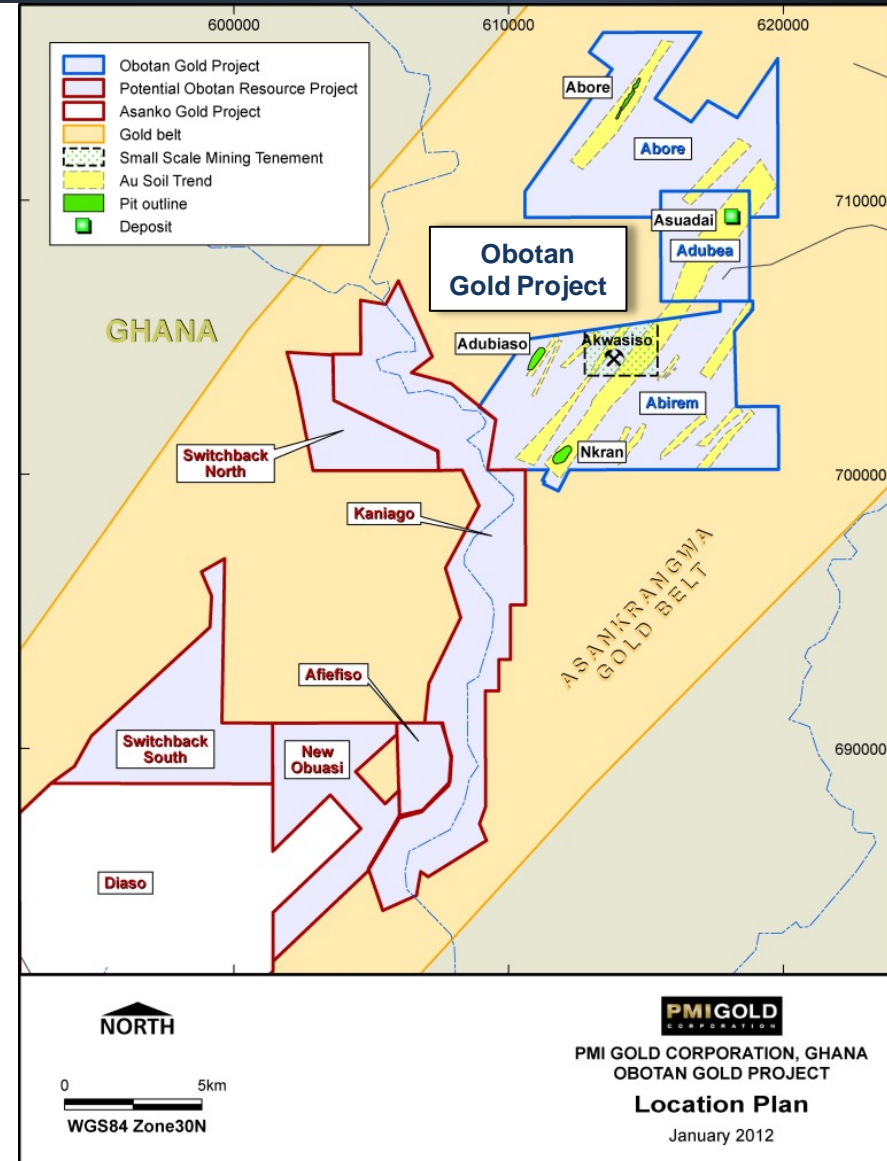 600000
610000
620000
Obotan Gold Project
Potential Obotan Resource Project
Asanko Gold Project
Gold belt
Small Scale Mining Tenement
Au Soil Trend
Pit outline
Deposit
Abore
Abore
710000
Asuadai
Adubea
Obotan
Gold Project
GHANA
Adubiaso
Akwasiso
Abirem
Nkran
Switchback
North
700000
Kaniago
ASANKRANGWA
GOLD BELT
Afiefiso
Switchback
South
New
Obuasi
690000
Diaso
NORTH
0 5km
WGS84 Zone30N
PMIGOLD
CORPORATION
PMI GOLD CORPORATION, GHANA
OBOTAN GOLD PROJECT
Location Plan
January 2012